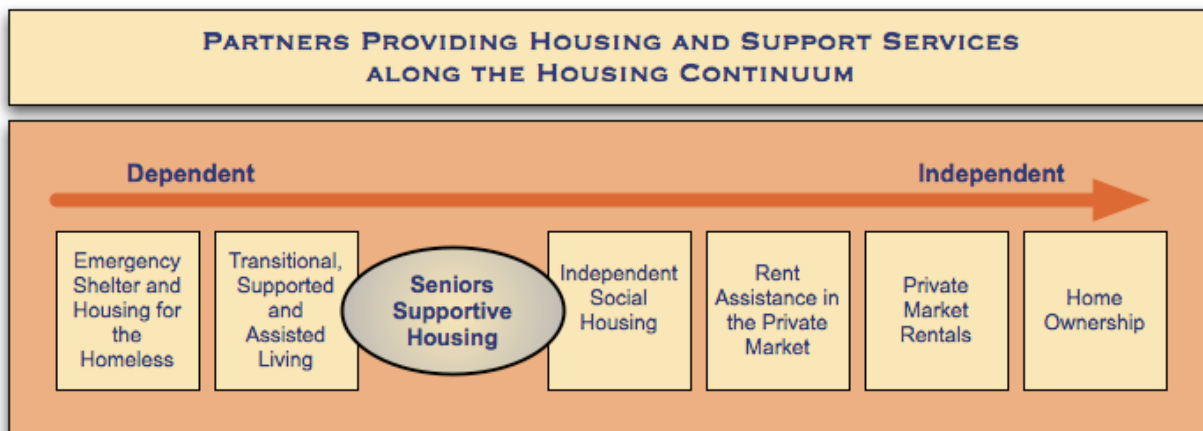 PARTNERS PROVIDING HOUSING AND SUPPORT SERVICES
ALONG THE HOUSING CONTINUUM
Dependent
Independent
Emergency
Shelter and
Housing for
the
Homeless
Transitional,
Supported
and
Assisted
Living
Seniors
Supportive
Housing
Independent
Social
Housing
Rent
Assistance in
the Private
Market
Private
Market
Rentals
Home
Ownership